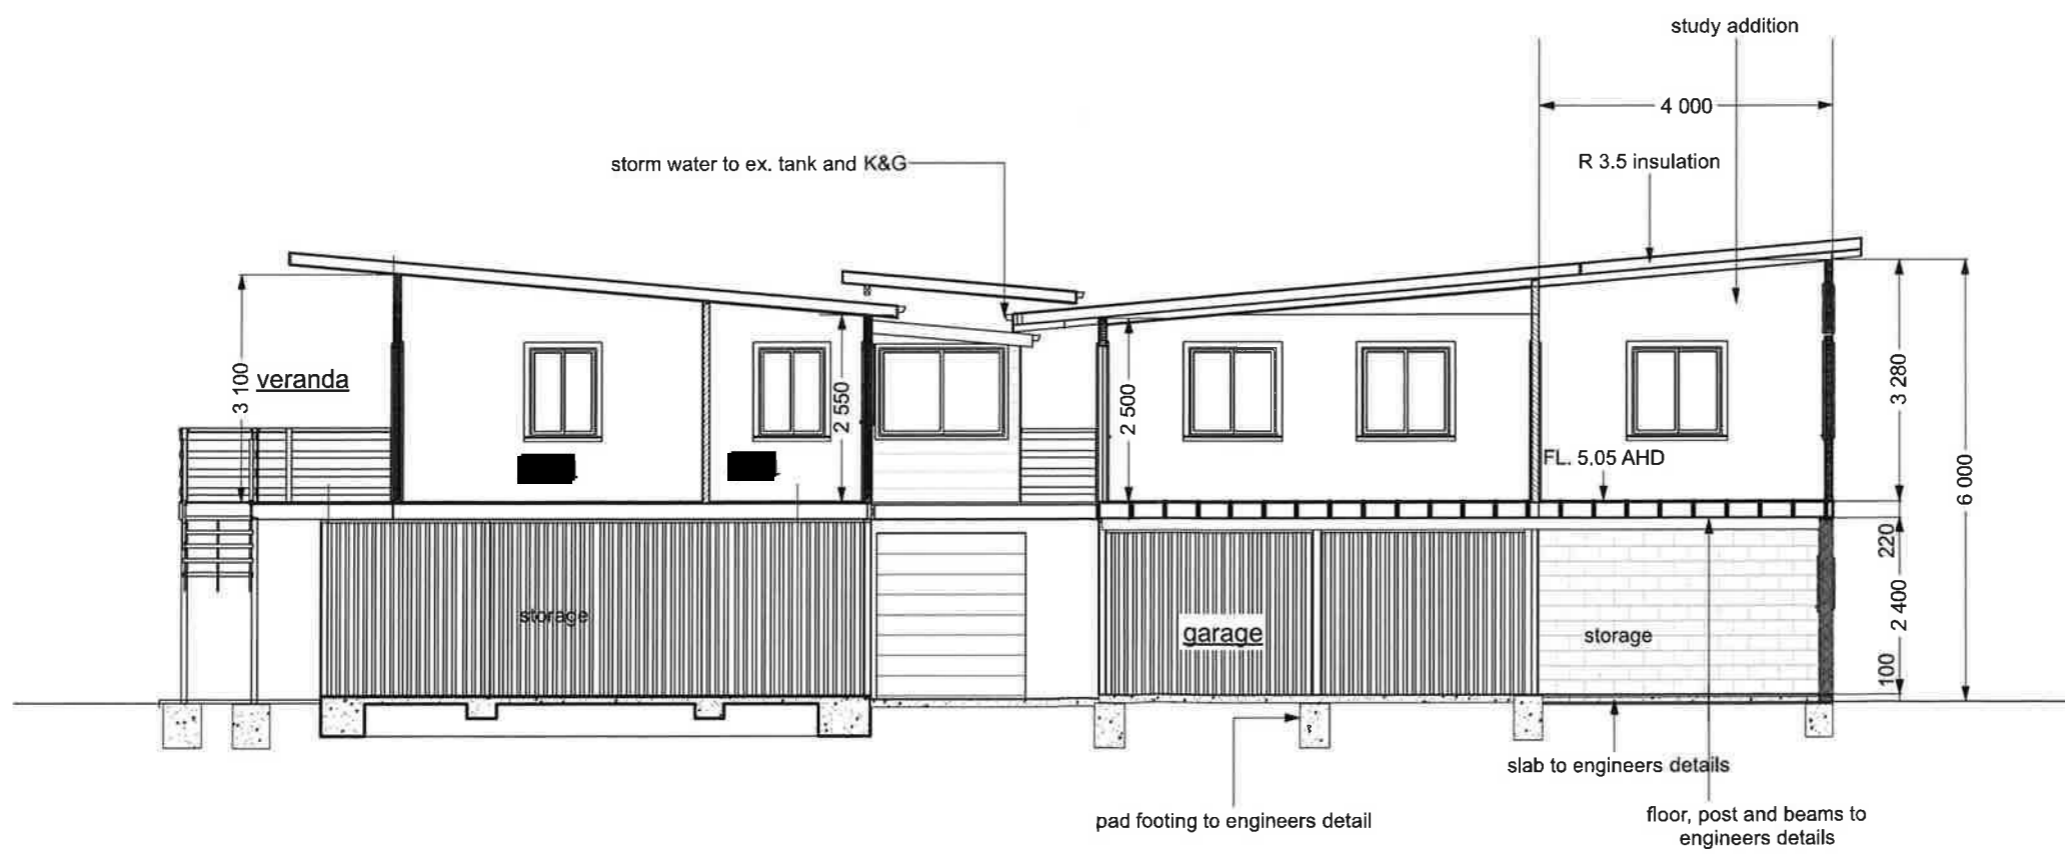 study addition
4 000
storm water to ex. tank and K&G
R 3.5 insulation
3 100
veranda
2 550
2 500
3 280
FL. 5,05 AHD
6 000
220
storage
garage
storage
2 400
100
slab to engineers details
pad footing to engineers detail
floor, post and beams to
engineers details